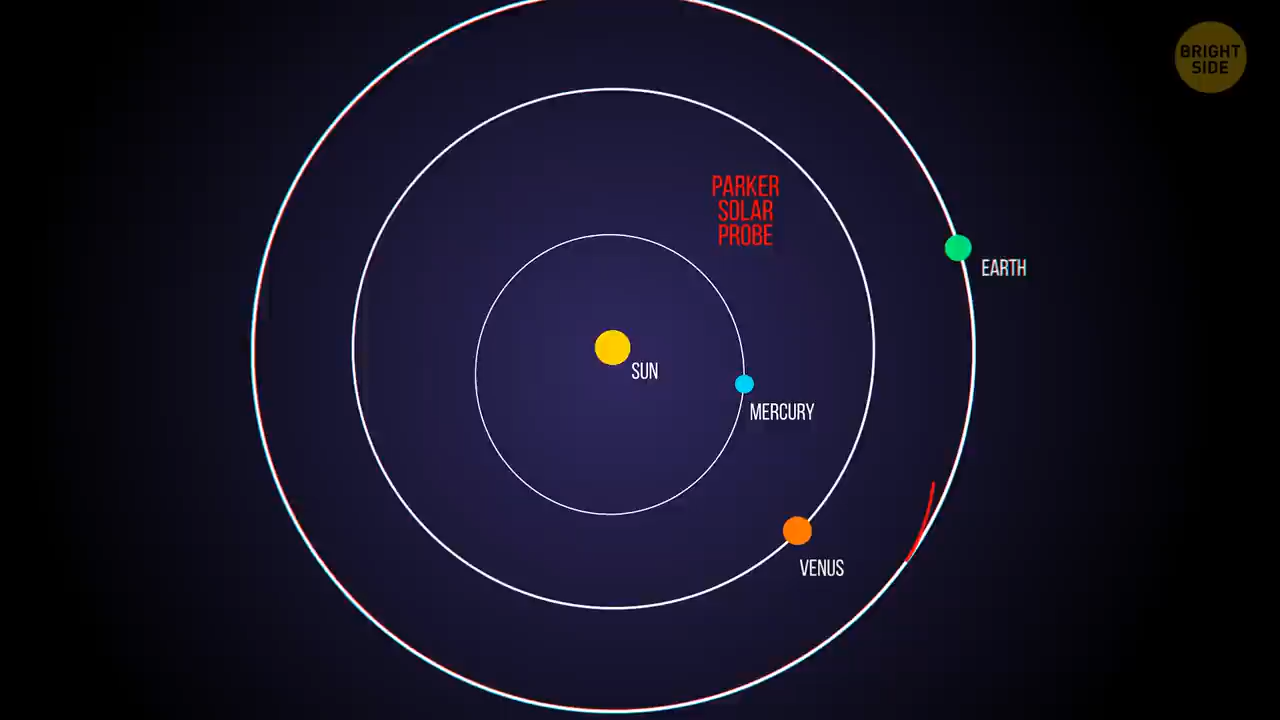 BRIGHT
SIDE
PARKER
SOLAR
PROBE
EARTH
SUN
MERCURY
VENUS